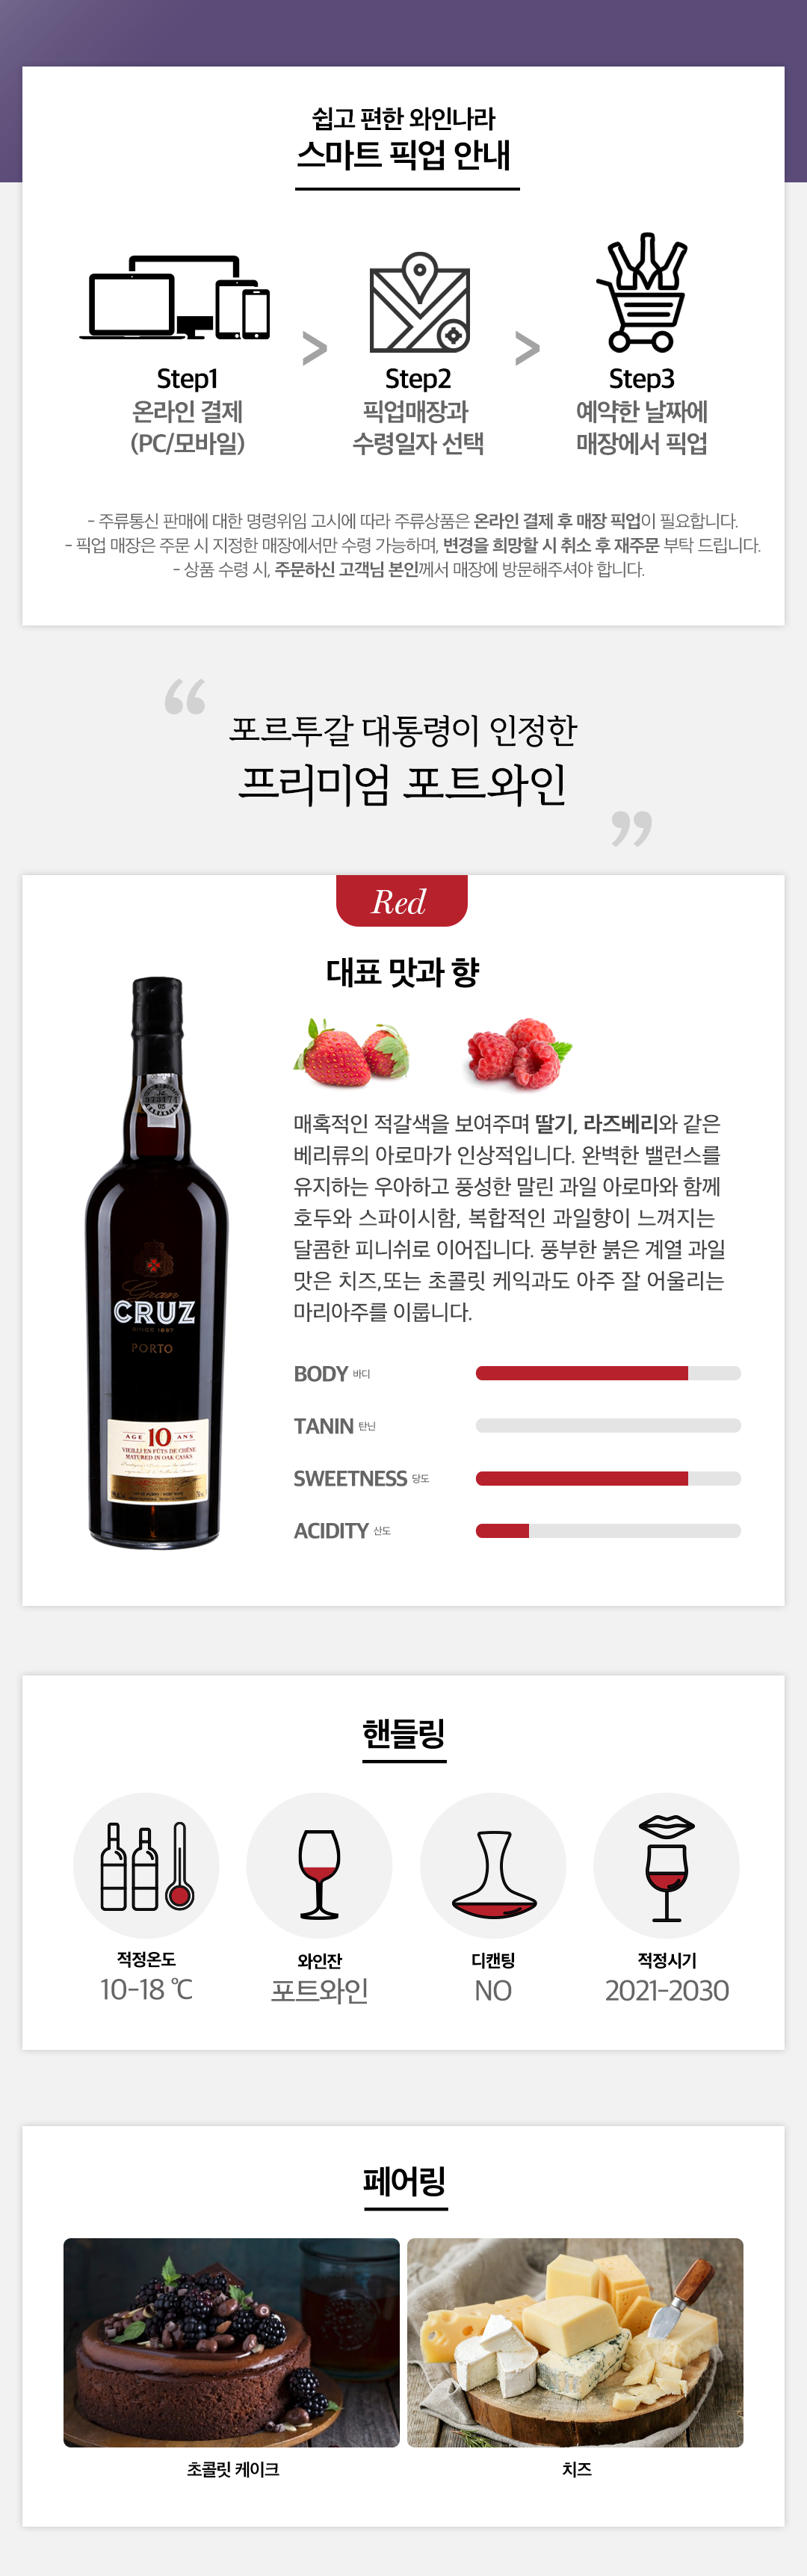 쉽고 편한 와인나라
스마트 픽업 안내
Step1
온라인 결제
(PC/모바일)
>
Step2
픽업매장과
수령일자 선택
>
Step3
예약한 날짜에
매장에서 픽업
- 주류통신 판매에 대한 명령위임 고시에 따라 주류상품은 온라인 결제 후 매장 픽업이 필요합니다.
- 픽업 매장은 주문 시 지정한 매장에서만 수령 가능하며, 변경을 희망할 시 취소 후 재주문 부탁 드립니다.
- 상품 수령 시, 주문하신 고객님 본인께서 매장에 방문해주셔야 합니다.
“
포르투갈 대통령이 인정한
프리미엄 포트와인
”
Red
대표 맛과 향
매혹적인 적갈색을 보여주며 딸기, 라즈베리와 같은
베리류의 아로마가 인상적입니다. 완벽한 밸런스를
유지하는 우아하고 풍성한 말린 과일 아로마와 함께
호두와 스파이시함, 복합적인 과일향이 느껴지는
달콤한 피니쉬로 이어집니다. 풍부한 붉은 계열 과일
맛은 치즈,또는 초콜릿 케익과도 아주 잘 어울리는
마리아주를 이룹니다.
Gran
CRUZ
SINCE 1887
PORTO
AGE 10 ANS
VIEILLI EN FÛTS DE CHÊNE
MATURED IN OAK CASKS
BODY 바디
TANIN 탄닌
SWEETNESS 당도
ACIDITY 산도
핸들링
적정온도
10-18 ℃
와인잔
포트와인
디캔팅
NO
적정시기
2021-2030
페어링
초콜릿 케이크
치즈